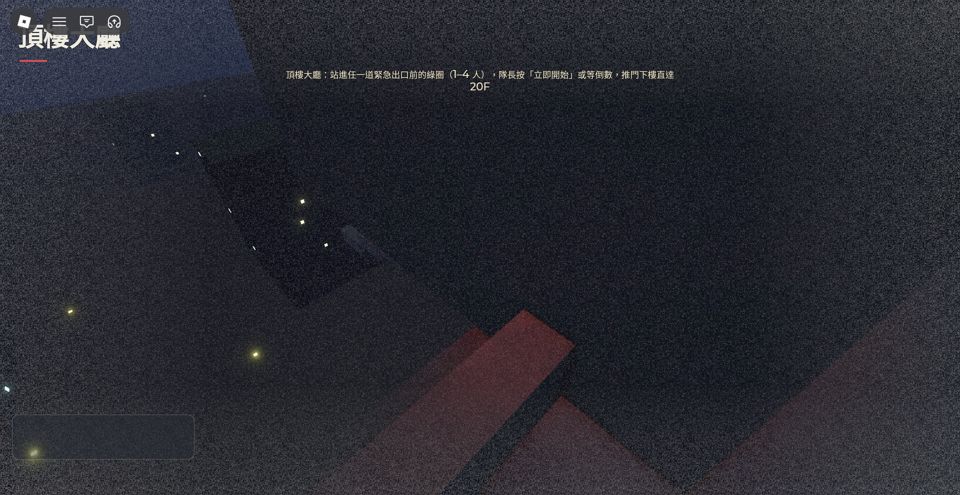 頂樓大廳
頂樓大廳：站進任一道緊急出口前的綠圈（1–4 人），隊長按「立即開始」或等倒數，推門下樓直達
20F